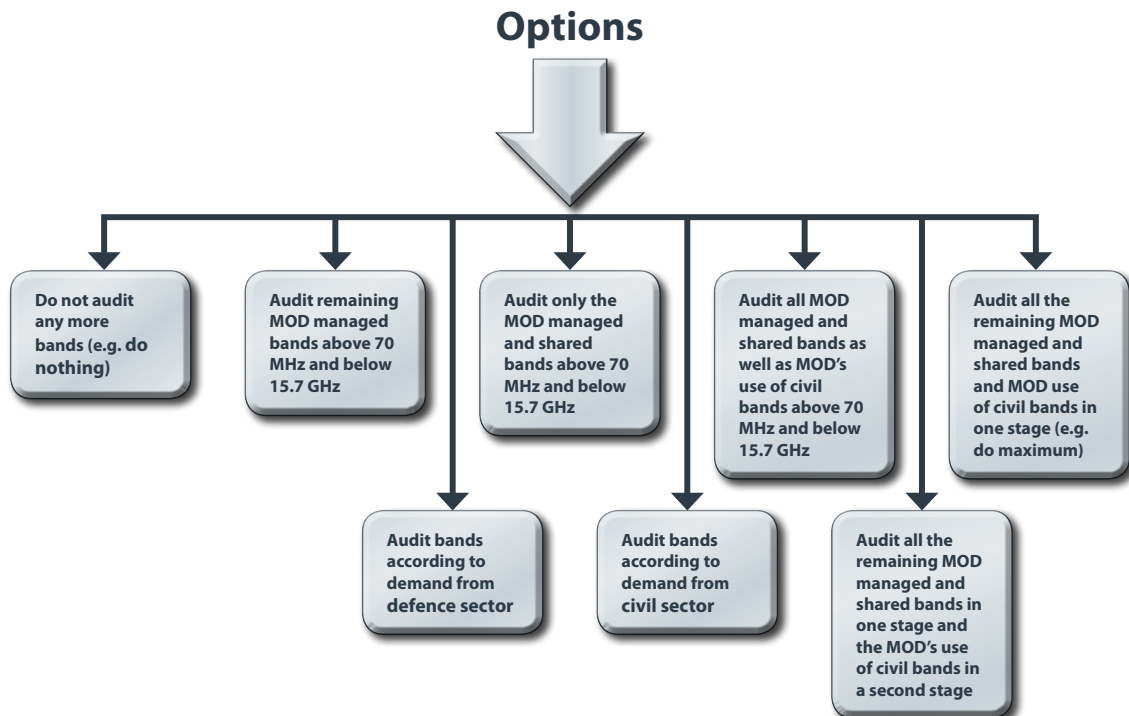 Options
Do not audit
any more
bands (e.g. do
nothing)
Audit remaining
MOD managed
bands above 70
MHz and below
15.7 GHz
Audit only the
MOD managed
and shared
bands above 70
MHz and below
15.7 GHz
Audit all MOD
managed and
shared bands as
well as MOD's
use of civil
bands above 70
MHz and below
15.7 GHz
Audit all the
remaining MOD
managed and
shared bands
and MOD use
of civil bands in
one stage (e.g.
do maximum)
Audit bands
according to
demand from
defence sector
Audit bands
according to
demand from
civil sector
Audit all the
remaining MOD
managed and
shared bands in
one stage and
the MOD's use
of civil bands in
a second stage